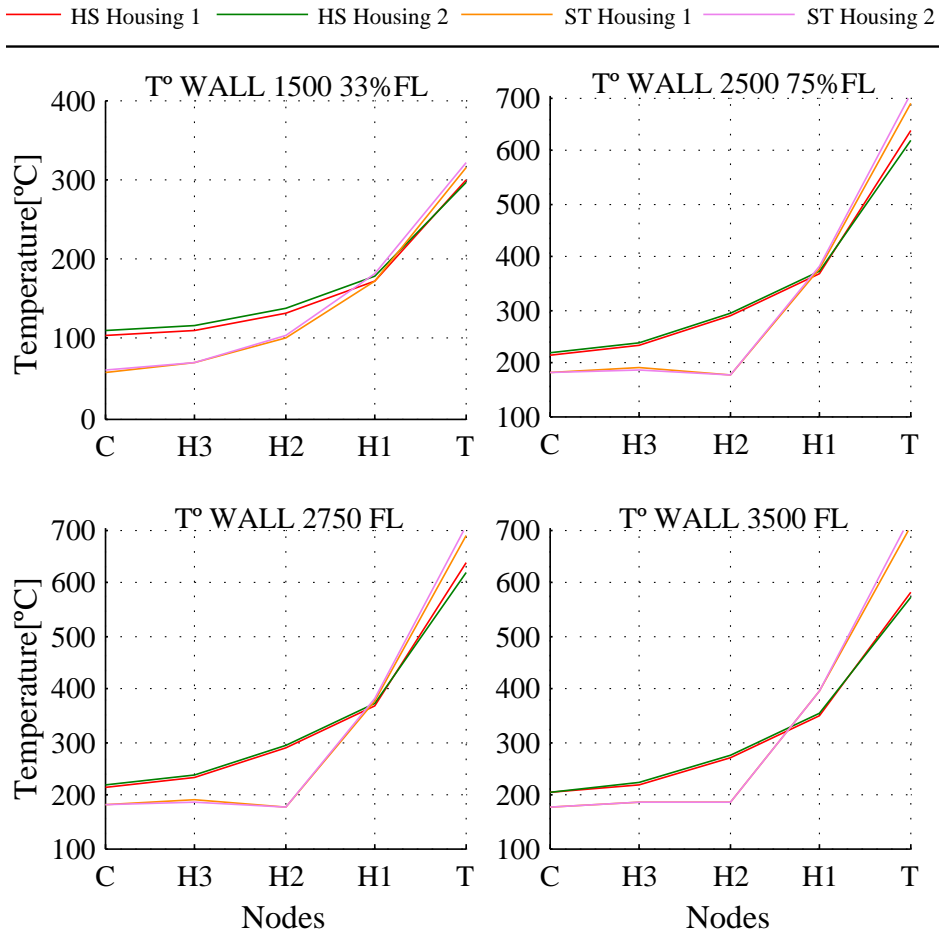 HS Housing 1 HS Housing 2 ST Housing 1 ST Housing 2
Tº WALL 1500 33%FL
Temperature[ºC]
400
300
200
100
0
C H3 H2 H1 T
Tº WALL 2500 75%FL
700
600
500
400
300
200
100
C H3 H2 H1 T
Tº WALL 2750 FL
Temperature[ºC]
700
600
500
400
300
200
100
C H3 H2 H1 T
Nodes
Tº WALL 3500 FL
700
600
500
400
300
200
100
C H3 H2 H1 T
Nodes